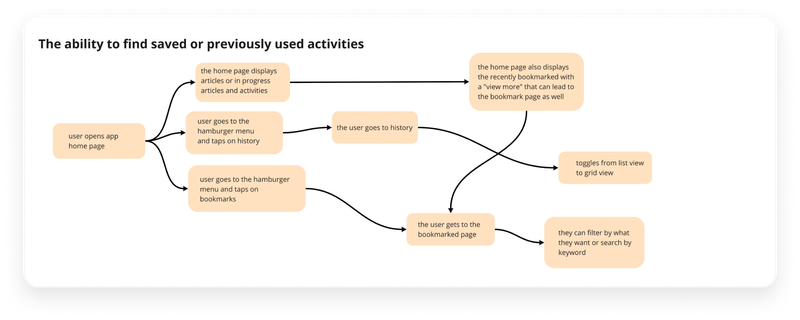 The ability to find saved or previously used activities
the home page displays
articles or in progress
articles and activities
the home page also displays
the recently bookmarked with
a "view more" that can lead to
the bookmark page as well
user opens app
home page
user goes to the
hamburger menu
and taps on history
the user goes to history
toggles from list view
to grid view
user goes to the hamburger
menu and taps on
bookmarks
the user gets to the
bookmarked page
they can filter by what
they want or search by
keyword